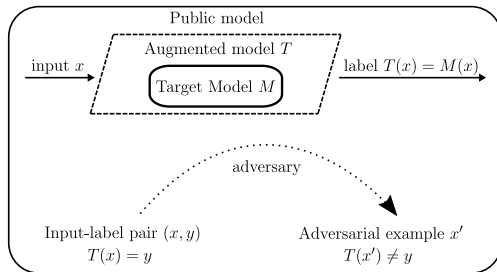 Public model
Augmented model T
input x
Target Model M
label T(x) = M(x)
adversary
Input-label pair (x, y)
T(x) = y
Adversarial example x′
T(x′) ≠ y